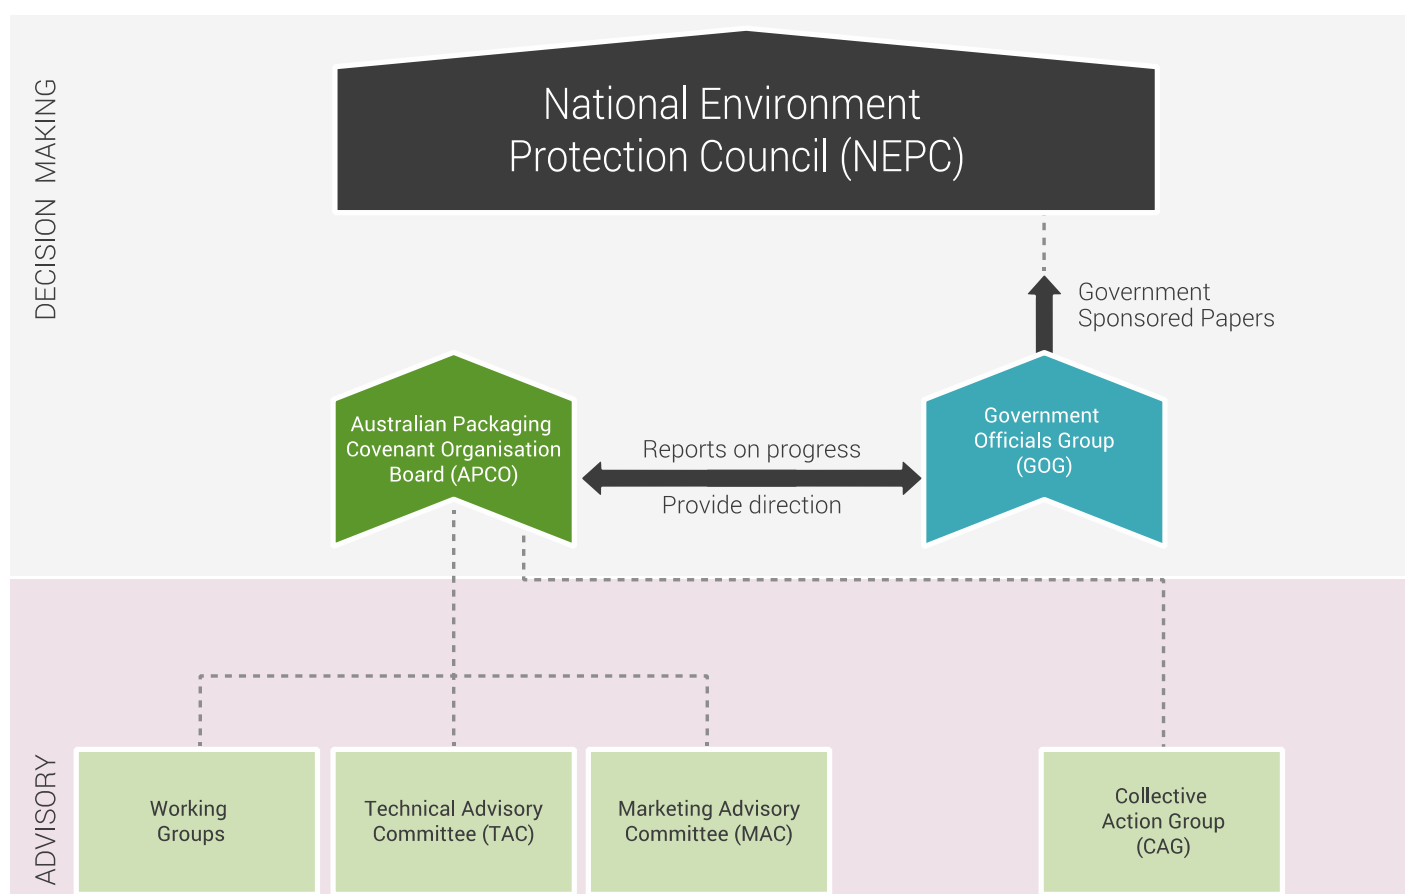 DECISION MAKING
National Environment
Protection Council (NEPC)
Government
Sponsored Papers
Australian Packaging
Covenant Organisation
Board (APCO)
Reports on progress
Provide direction
Government
Officials Group
(GOG)
ADVISORY
Working
Groups
Technical Advisory
Committee (TAC)
Marketing Advisory
Committee (MAC)
Collective
Action Group
(CAG)